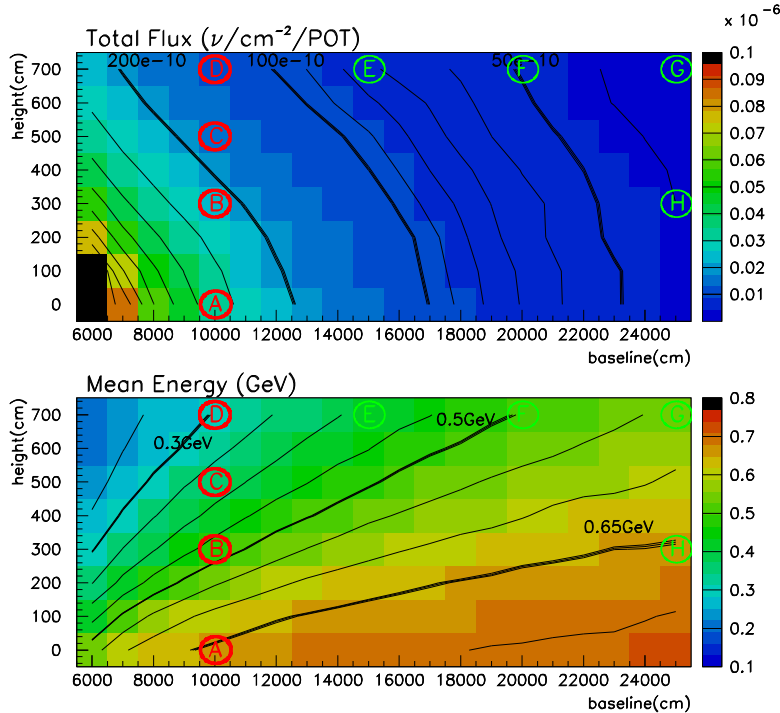 x 10 -6
Total Flux (ν/cm-2/POT)
200e-10 100e-10 50e-10
height(cm)
700
600
500
400
300
200
100
0
D E F G
C
B H
A
0.1
0.09
0.08
0.07
0.06
0.05
0.04
0.03
0.02
0.01
6000 8000 10000 12000 14000 16000 18000 20000 22000 24000
baseline(cm)
Mean Energy (GeV)
height(cm)
700
600
500
400
300
200
100
0
D E F G
0.3GeV 0.5GeV
C
0.65GeV
B H
A
0.8
0.7
0.6
0.5
0.4
0.3
0.2
0.1
6000 8000 10000 12000 14000 16000 18000 20000 22000 24000
baseline(cm)